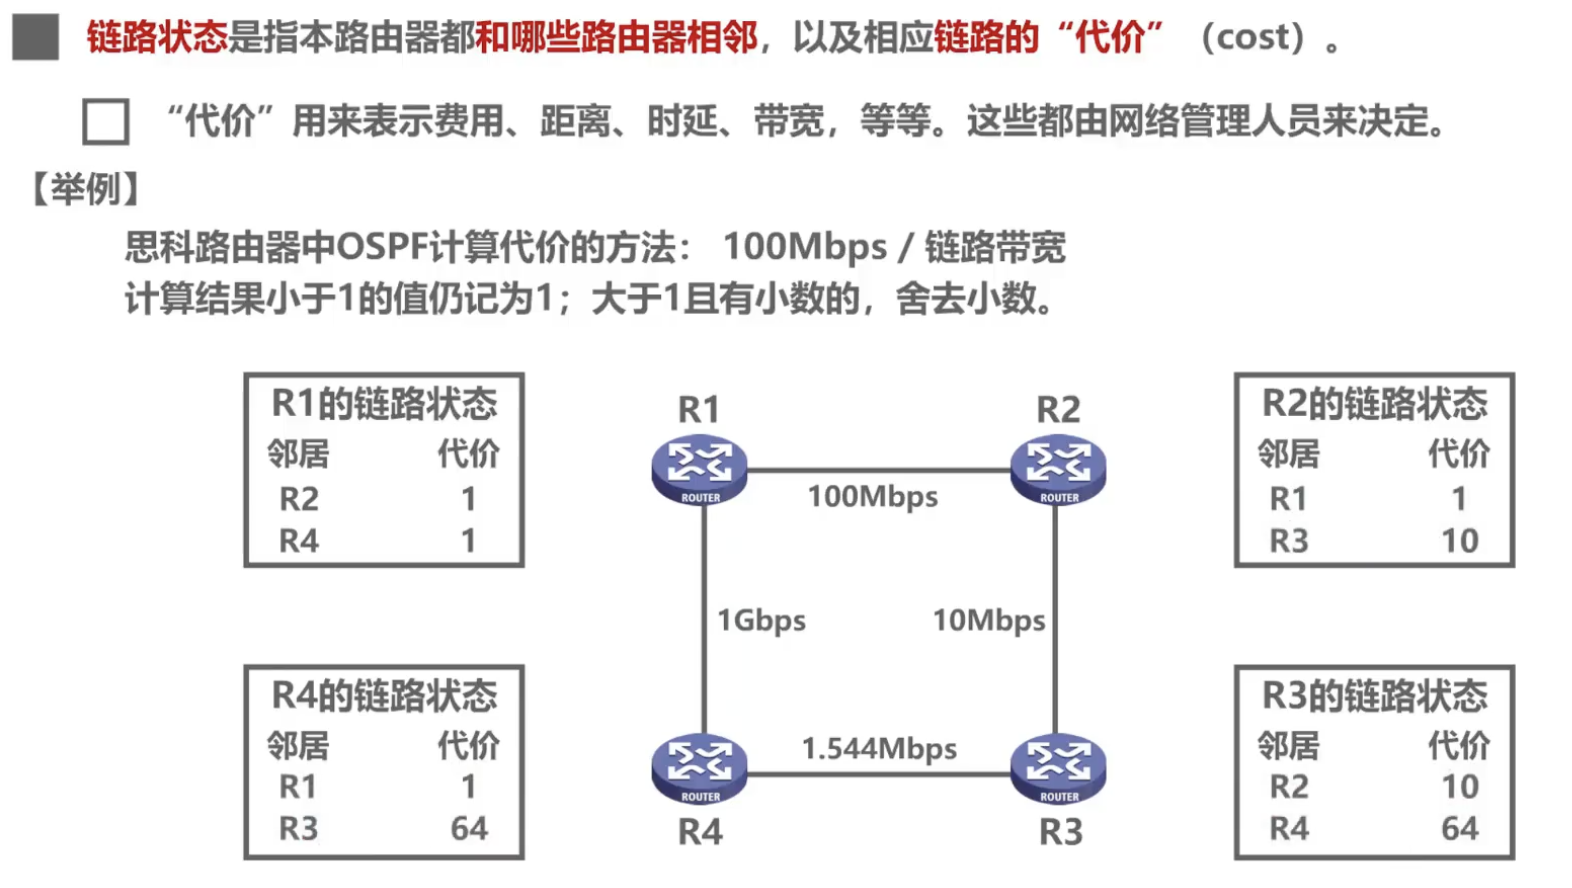 链路状态是指本路由器都和哪些路由器相邻，以及相应链路的“代价”（cost）。
“代价”用来表示费用、距离、时延、带宽，等等。这些都由网络管理人员来决定。
【举例】
思科路由器中OSPF计算代价的方法： 100Mbps / 链路带宽
计算结果小于1的值仍记为1；大于1且有小数的，舍去小数。
R1的链路状态
邻居 代价
R2 1
R4 1
R1
R2
ROUTER
ROUTER
100Mbps
R2的链路状态
邻居 代价
R1 1
R3 10
1Gbps
10Mbps
R4的链路状态
邻居 代价
R1 1
R3 64
1.544Mbps
ROUTER
ROUTER
R4
R3
R3的链路状态
邻居 代价
R2 10
R4 64